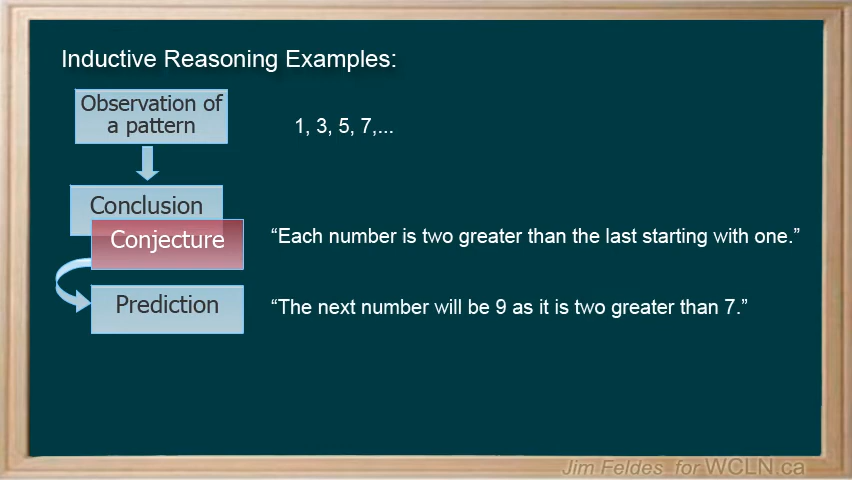 Inductive Reasoning Examples:
Observation of
a pattern
1, 3, 5, 7,...
Conclusion
Conjecture
“Each number is two greater than the last starting with one.”
Prediction
“The next number will be 9 as it is two greater than 7.”
Jim Feldes for WCLN.ca